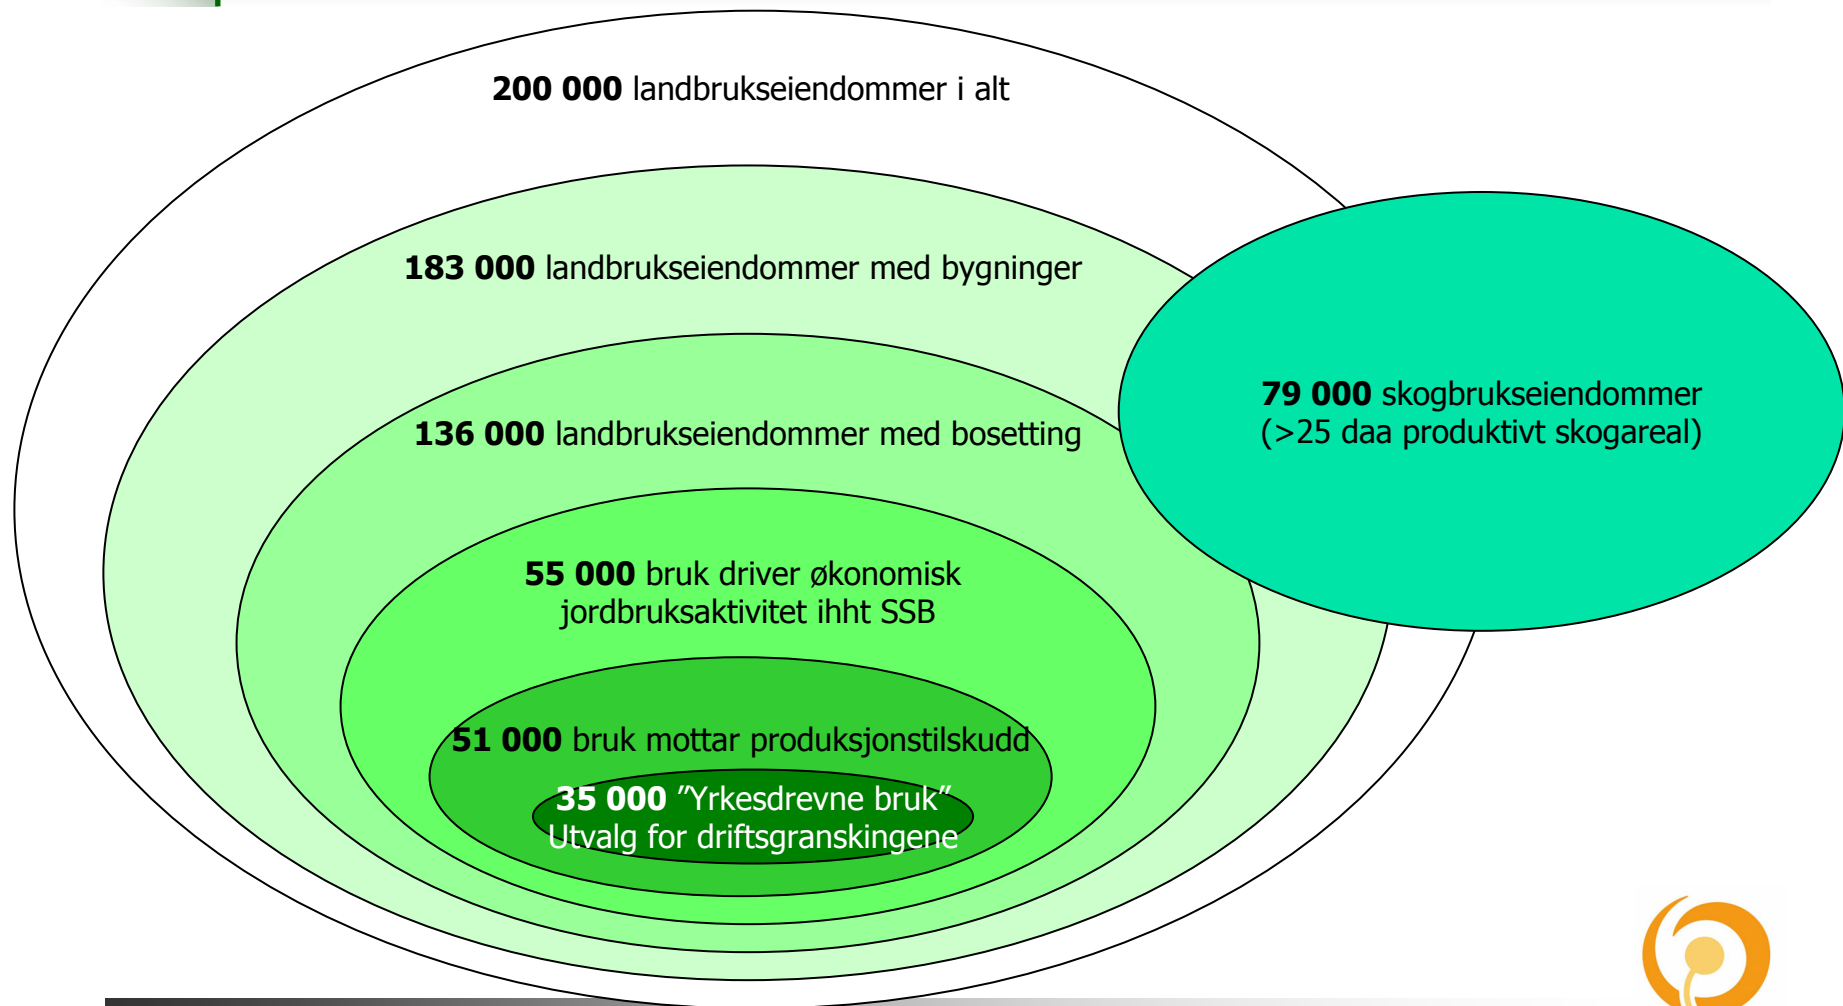 200 000 landbrukseiendommer i alt
183 000 landbrukseiendommer med bygninger
136 000 landbrukseiendommer med bosetting
79 000 skogbrukseiendommer
(>25 daa produktivt skogareal)
55 000 bruk driver økonomisk
jordbruksaktivitet ihht SSB
51 000 bruk mottar produksjonstilskudd
35 000 ”Yrkesdrevne bruk”
Utvalg for driftsgranskingene